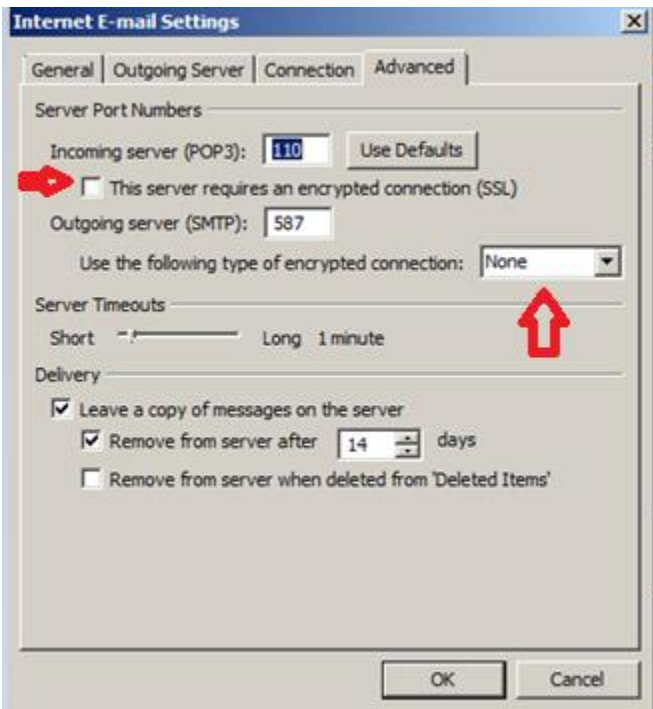 Internet E-mail Settings
General Outgoing Server Connection Advanced
Server Port Numbers
Incoming server (POP3): 110 Use Defaults
This server requires an encrypted connection (SSL)
Outgoing server (SMTP): 587
Use the following type of encrypted connection: None
Server Timeouts
Short Long 1 minute
Delivery
Leave a copy of messages on the server
Remove from server after 14 days
Remove from server when deleted from 'Deleted Items'
OK Cancel